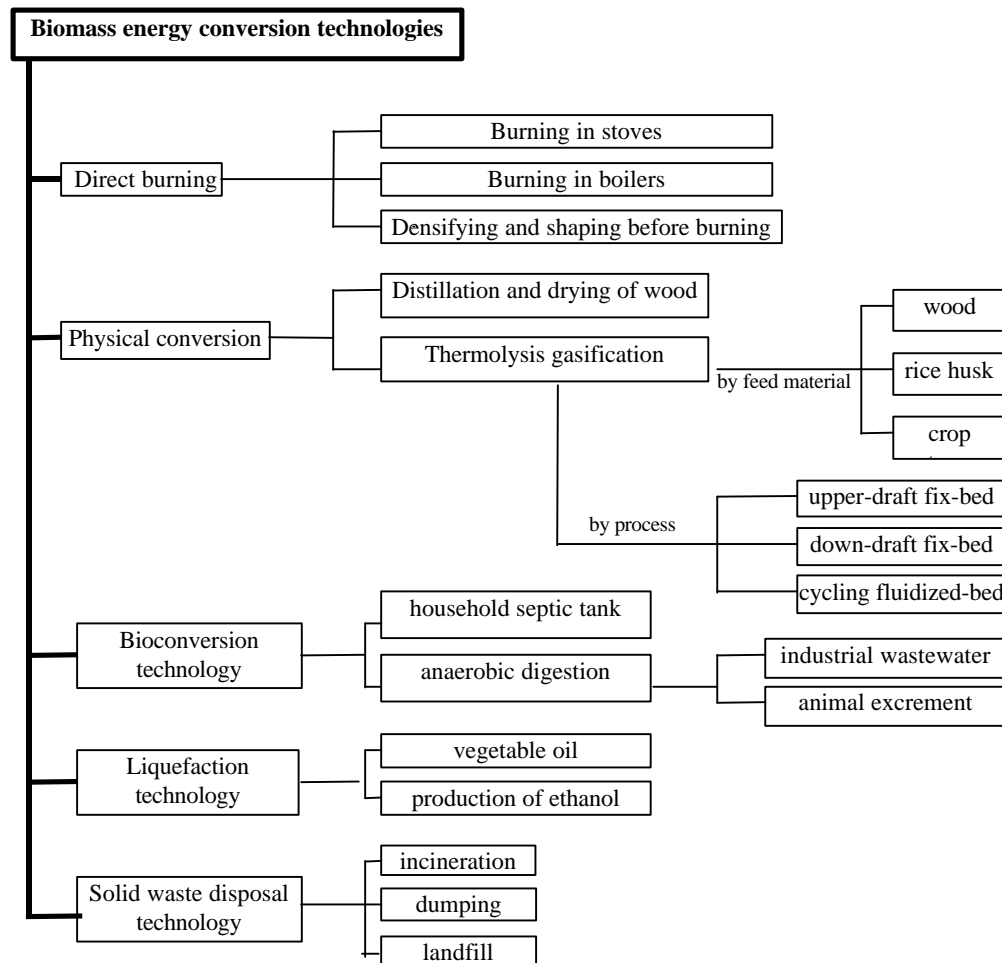 Biomass energy conversion technologies
Burning in stoves
Direct burning
Burning in boilers
Densifying and shaping before burning
Distillation and drying of wood
wood
Physical conversion
Thermolysis gasification
by feed material
rice husk
crop
upper-draft fix-bed
by process
down-draft fix-bed
cycling fluidized-bed
household septic tank
Bioconversion
technology
anaerobic digestion
industrial wastewater
animal excrement
vegetable oil
Liquefaction
technology
production of ethanol
incineration
Solid waste disposal
technology
dumping
landfill